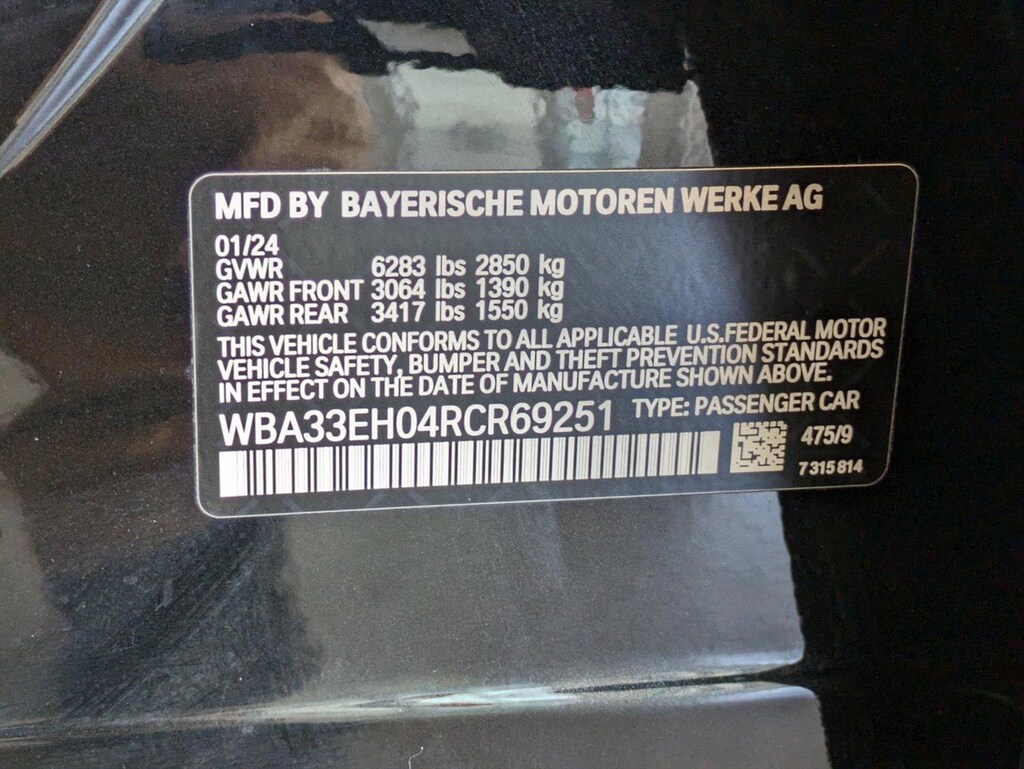 MFD BY BAYERISCHE MOTOREN WERKE AG
01/24
GVWR 6283 lbs 2850 kg
GAWR FRONT 3064 lbs 1390 kg
GAWR REAR 3417 lbs 1550 kg
THIS VEHICLE CONFORMS TO ALL APPLICABLE U.S.FEDERAL MOTOR
VEHICLE SAFETY, BUMPER AND THEFT PREVENTION STANDARDS
IN EFFECT ON THE DATE OF MANUFACTURE SHOWN ABOVE.
WBA33EH04RCR69251 TYPE: PASSENGER CAR
475/9
7 315 814